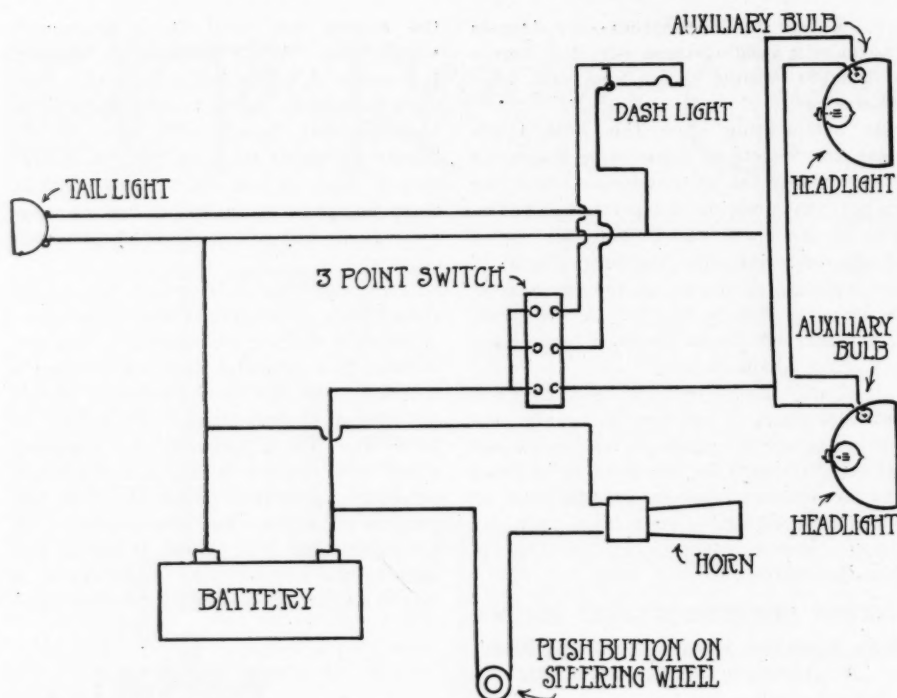 AUXILIARY BULB
DASH LIGHT
HEADLIGHT
TAIL LIGHT
3 POINT SWITCH
AUXILIARY
BULB
HEADLIGHT
HORN
BATTERY
PUSH BUTTON ON
STEERING WHEEL